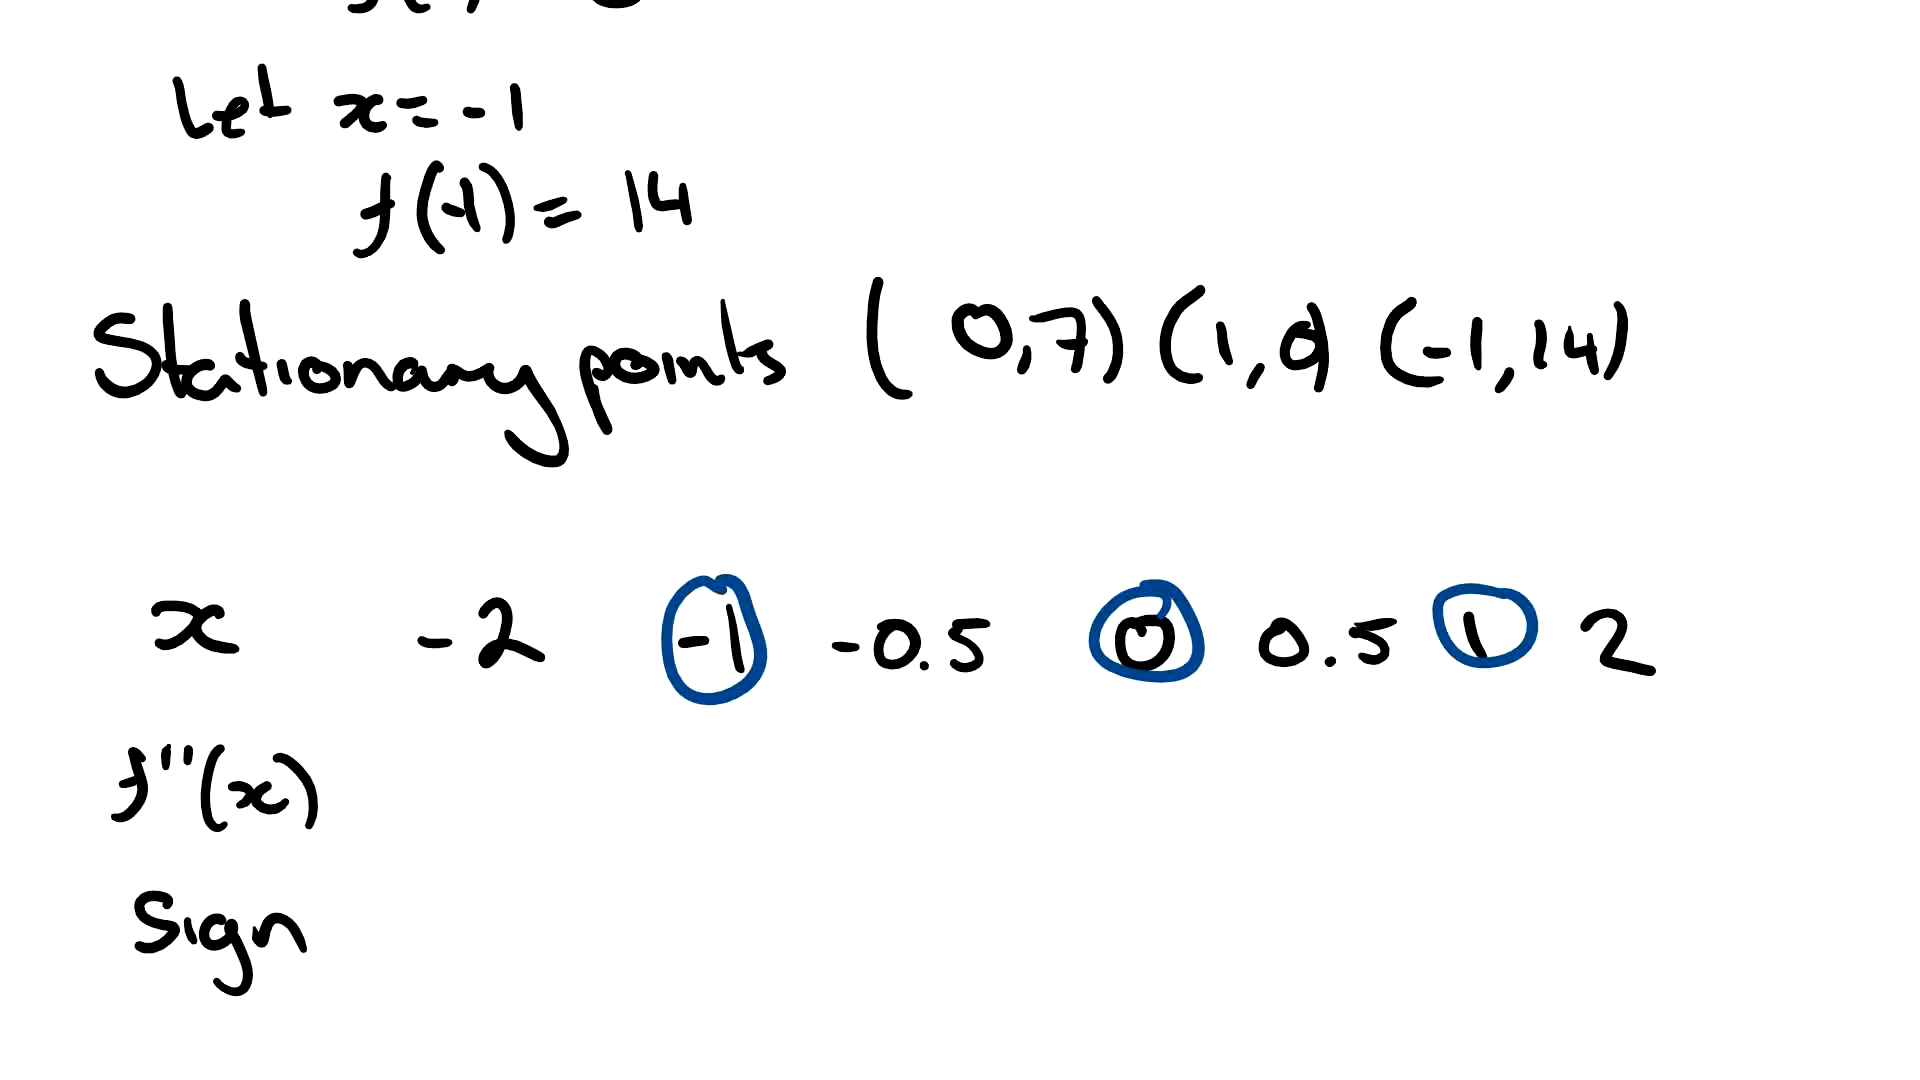 Let x = -1
f(-1) = 14
Stationary points (0,7) (1,0) (-1,14)
x -2 -1 -0.5 0 0.5 1 2
f''(x)
Sign